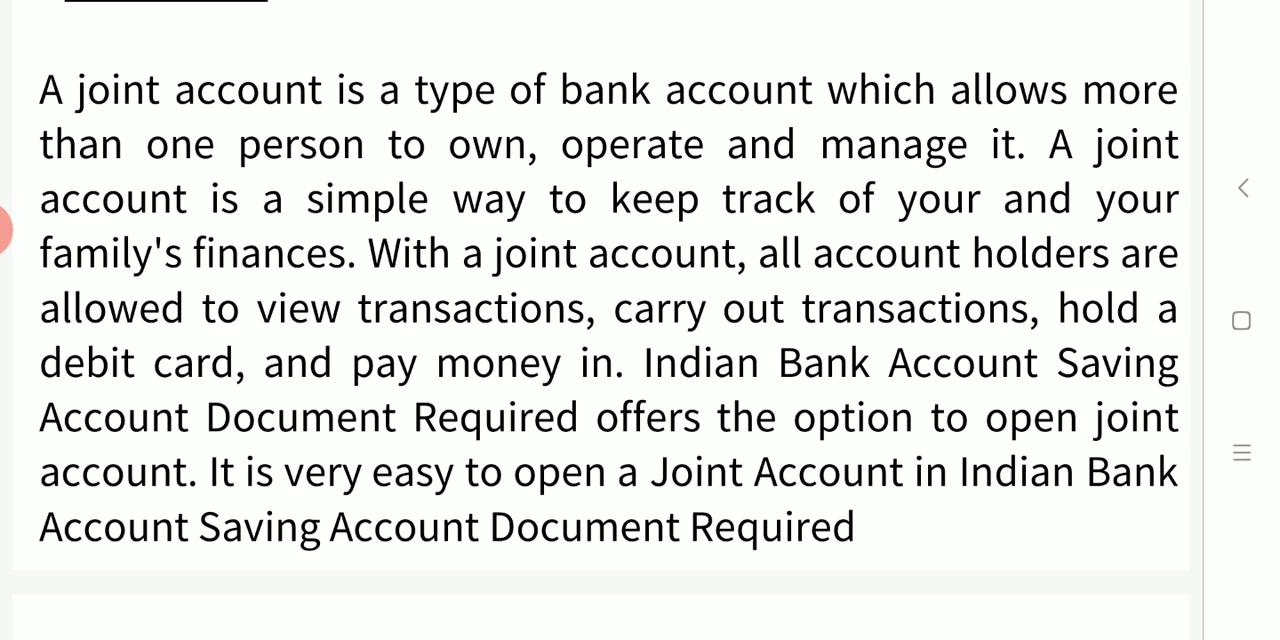 A joint account is a type of bank account which allows more
than one person to own, operate and manage it. A joint
account is a simple way to keep track of your and your
family's finances. With a joint account, all account holders are
allowed to view transactions, carry out transactions, hold a
debit card, and pay money in. Indian Bank Account Saving
Account Document Required offers the option to open joint
account. It is very easy to open a Joint Account in Indian Bank
Account Saving Account Document Required